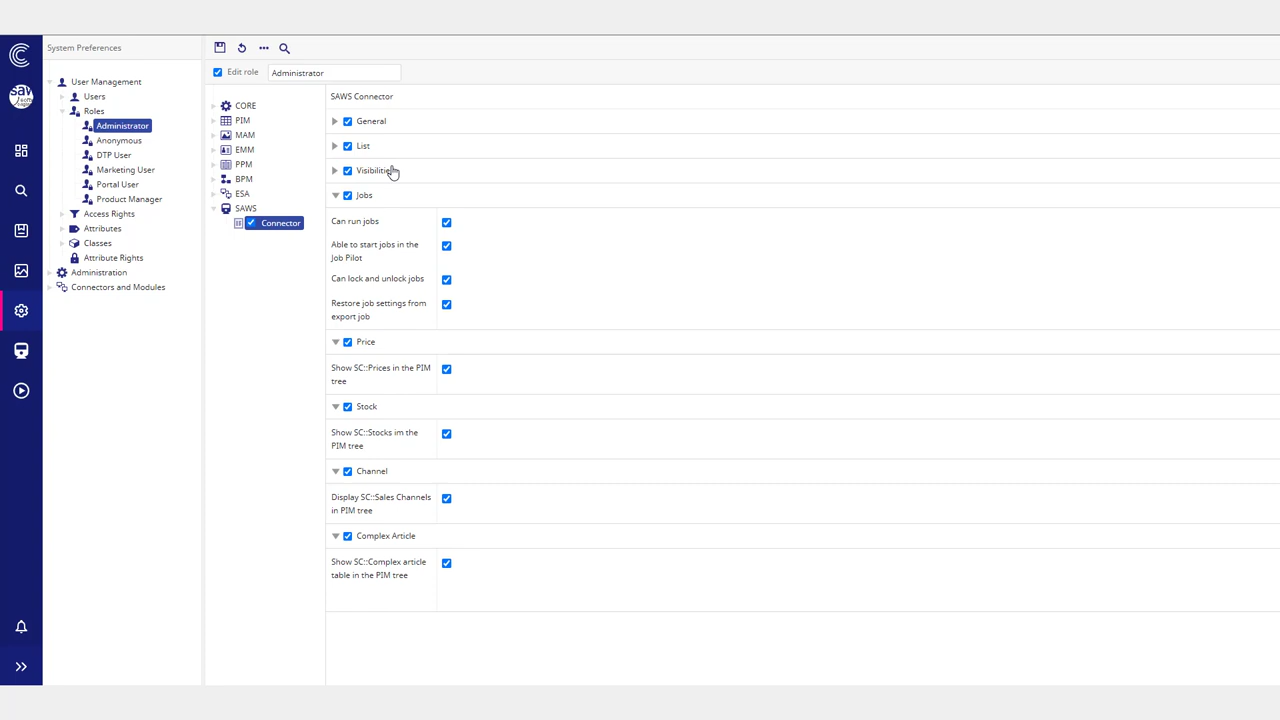 System Preferences
User Management
Users
Roles
Administrator
Anonymous
DTP User
Marketing User
Portal User
Product Manager
Access Rights
Attributes
Classes
Attribute Rights
Administration
Connectors and Modules
Edit role
Administrator
CORE
PIM
MAM
EMM
PPM
BPM
ESA
SAWS
Connector
SAWS Connector
General
List
Jobs
Can run jobs
Able to start jobs in the
Job Pilot
Can lock and unlock jobs
Restore job settings from
export job
Price
Show SC::Prices in the PIM
tree
Stock
Show SC::Stocks im the
PIM tree
Channel
Display SC::Sales Channels
in PIM tree
Complex Article
Show SC::Complex article
table in the PIM tree